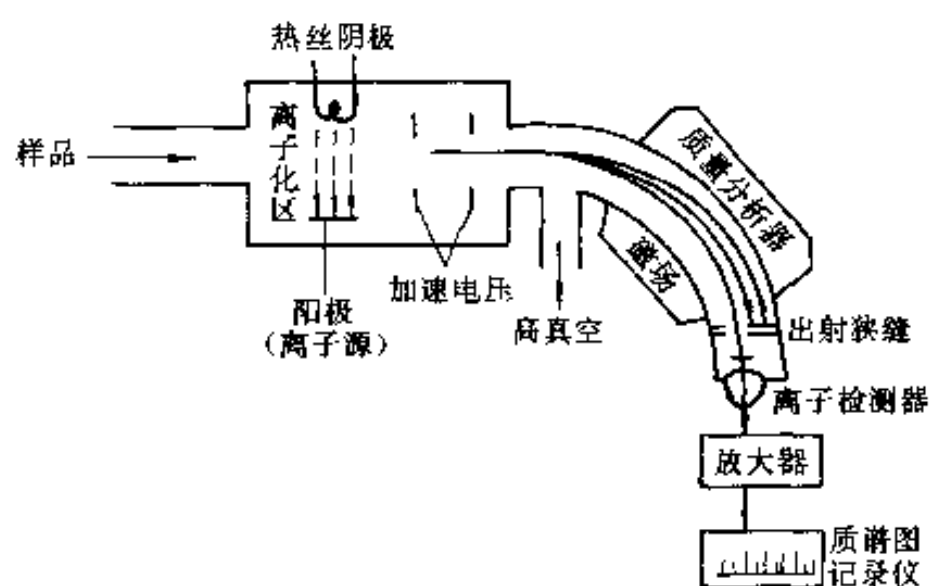 热丝阴极
样品
离子化区
质量分析器
磁场
加速电压
阳极
(离子源)
高真空
出射狭缝
离子检测器
放大器
质谱图
记录仪